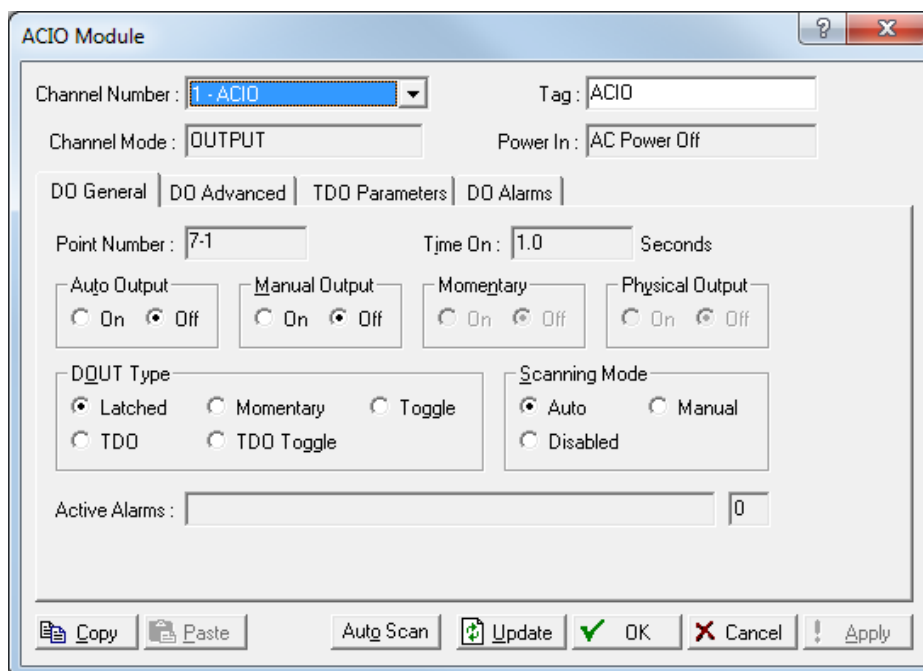 ACIO Module
Channel Number : 1 - ACIO Tag : ACIO
Channel Mode : OUTPUT Power In : AC Power Off
DO General DO Advanced TDO Parameters DO Alarms
Point Number : 7-1 Time On : 1.0 Seconds
Auto Output Manual Output Momentary Physical Output
On Off On Off On Off On Off
DOUT Type Scanning Mode
Latched Momentary Toggle Auto Manual
TDO TDO Toggle Disabled
Active Alarms : 0
Copy Paste Auto Scan Update OK Cancel ! Apply